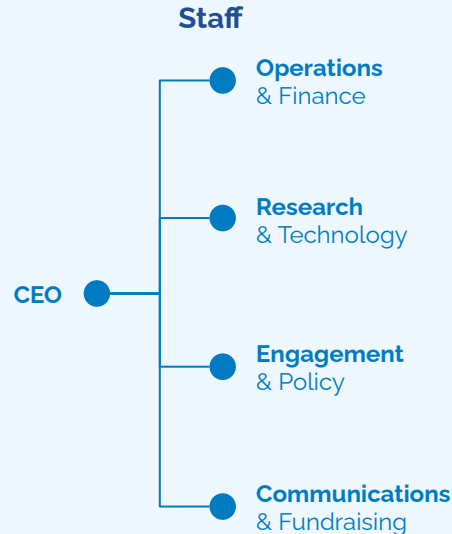 Staff
Operations
& Finance
Research
& Technology
CEO
Engagement
& Policy
Communications
& Fundraising